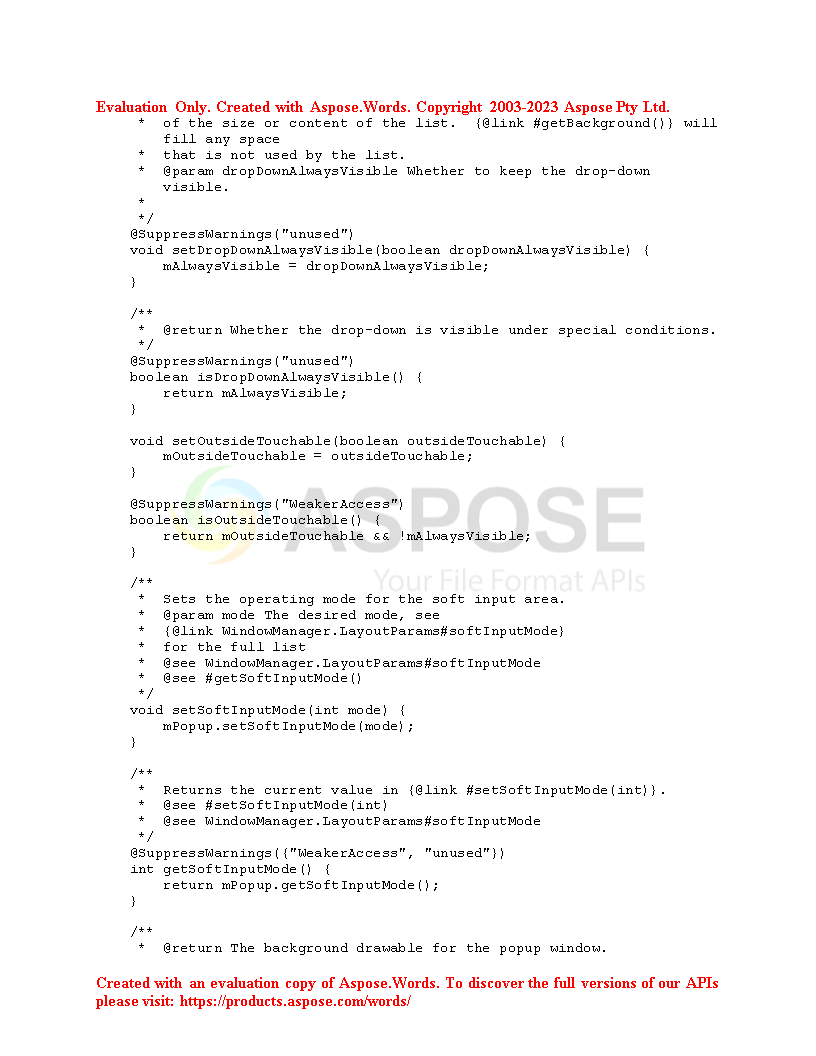 Evaluation Only. Created with Aspose.Words. Copyright 2003-2023 Aspose Pty Ltd.
* of the size or content of the list. {@link #getBackground()} will
fill any space
* that is not used by the list.
* @param dropDownAlwaysVisible Whether to keep the drop-down
visible.
*
*/
@SuppressWarnings("unused")
void setDropDownAlwaysVisible(boolean dropDownAlwaysVisible) {
mAlwaysVisible = dropDownAlwaysVisible;
}
/**
* @return Whether the drop-down is visible under special conditions.
*/
@SuppressWarnings("unused")
boolean isDropDownAlwaysVisible() {
return mAlwaysVisible;
}
void setOutsideTouchable(boolean outsideTouchable) {
mOutsideTouchable = outsideTouchable;
}
@SuppressWarnings("WeakerAccess")
boolean isOutsideTouchable() {
return mOutsideTouchable && !mAlwaysVisible;
}
ASPOSE
Your File Format APIs
/**
* Sets the operating mode for the soft input area.
* @param mode The desired mode, see
* {@link WindowManager.LayoutParams#softInputMode}
* for the full list
* @see WindowManager.LayoutParams#softInputMode
* @see #getSoftInputMode()
*/
void setSoftInputMode(int mode) {
mPopup.setSoftInputMode(mode);
}
/**
* Returns the current value in {@link #setSoftInputMode(int)}.
* @see #setSoftInputMode(int)
* @see WindowManager.LayoutParams#softInputMode
*/
@SuppressWarnings({"WeakerAccess", "unused"})
int getSoftInputMode() {
return mPopup.getSoftInputMode();
}
/**
* @return The background drawable for the popup window.
Created with an evaluation copy of Aspose.Words. To discover the full versions of our APIs
please visit: https://products.aspose.com/words/